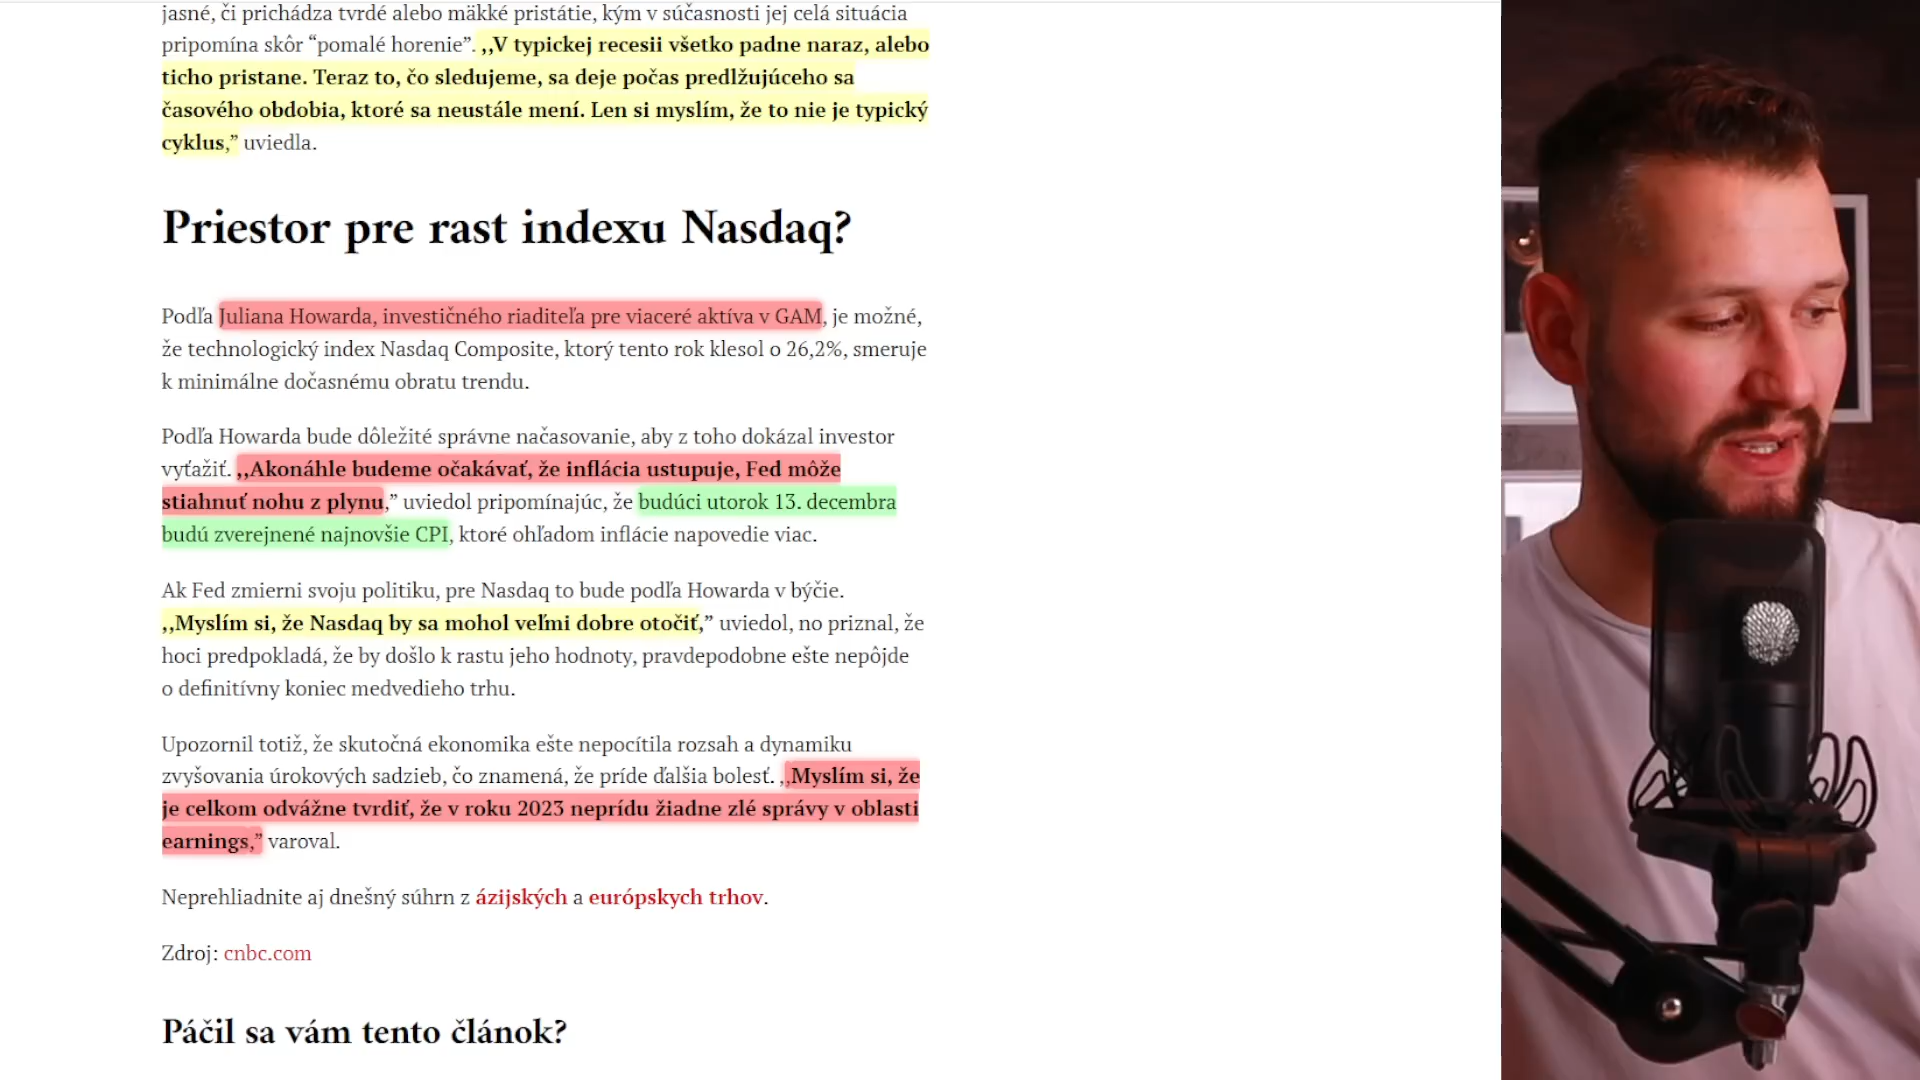 jasné, či prichádza tvrdé alebo mäkké pristátie, kým v súčasnosti jej celá situácia
pripomína skôr “pomalé horenie”. ,,V typickej recesii všetko padne naraz, alebo
ticho pristane. Teraz to, čo sledujeme, sa deje počas predlžujúceho sa
časového obdobia, ktoré sa neustále mení. Len si myslím, že to nie je typický
cyklus,” uviedla.
Priestor pre rast indexu Nasdaq?
Podľa Juliana Howarda, investičného riaditeľa pre viaceré aktíva v GAM, je možné,
že technologický index Nasdaq Composite, ktorý tento rok klesol o 26,2%, smeruje
k minimálne dočasnému obratu trendu.
Podľa Howarda bude dôležité správne načasovanie, aby z toho dokázal investor
vyťažiť. ,,Akonáhle budeme očakávať, že inflácia ustupuje, Fed môže
stiahnuť nohu z plynu,” uviedol pripomínajúc, že budúci utorok 13. decembra
budú zverejnené najnovšie CPI, ktoré ohľadom inflácie napovedie viac.
Ak Fed zmierni svoju politiku, pre Nasdaq to bude podľa Howarda v býčie.
,,Myslím si, že Nasdaq by sa mohol veľmi dobre otočiť,” uviedol, no priznal, že
hoci predpokladá, že by došlo k rastu jeho hodnoty, pravdepodobne ešte nepôjde
o definitívny koniec medvedieho trhu.
Upozornil totiž, že skutočná ekonomika ešte nepocítila rozsah a dynamiku
zvyšovania úrokových sadzieb, čo znamená, že príde ďalšia bolesť. ,,Myslím si, že
je celkom odvážne tvrdiť, že v roku 2023 neprídu žiadne zlé správy v oblasti
earnings,” varoval.
Neprehliadnite aj dnešný súhrn z ázijských a európskych trhov.
Zdroj: cnbc.com
Páčil sa vám tento článok?